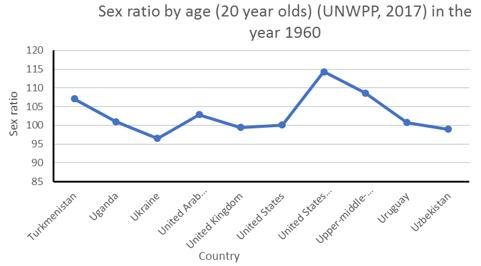 Sex ratio by age (20 year olds) (UNWPP, 2017) in the
year 1960
120
115
110
105
100
95
90
85
Sex ratio
Turkmenistan
Uganda
Ukraine
United Arab...
United Kingdom
United States
United States...
Upper-middle-...
Uruguay
Uzbekistan
Country